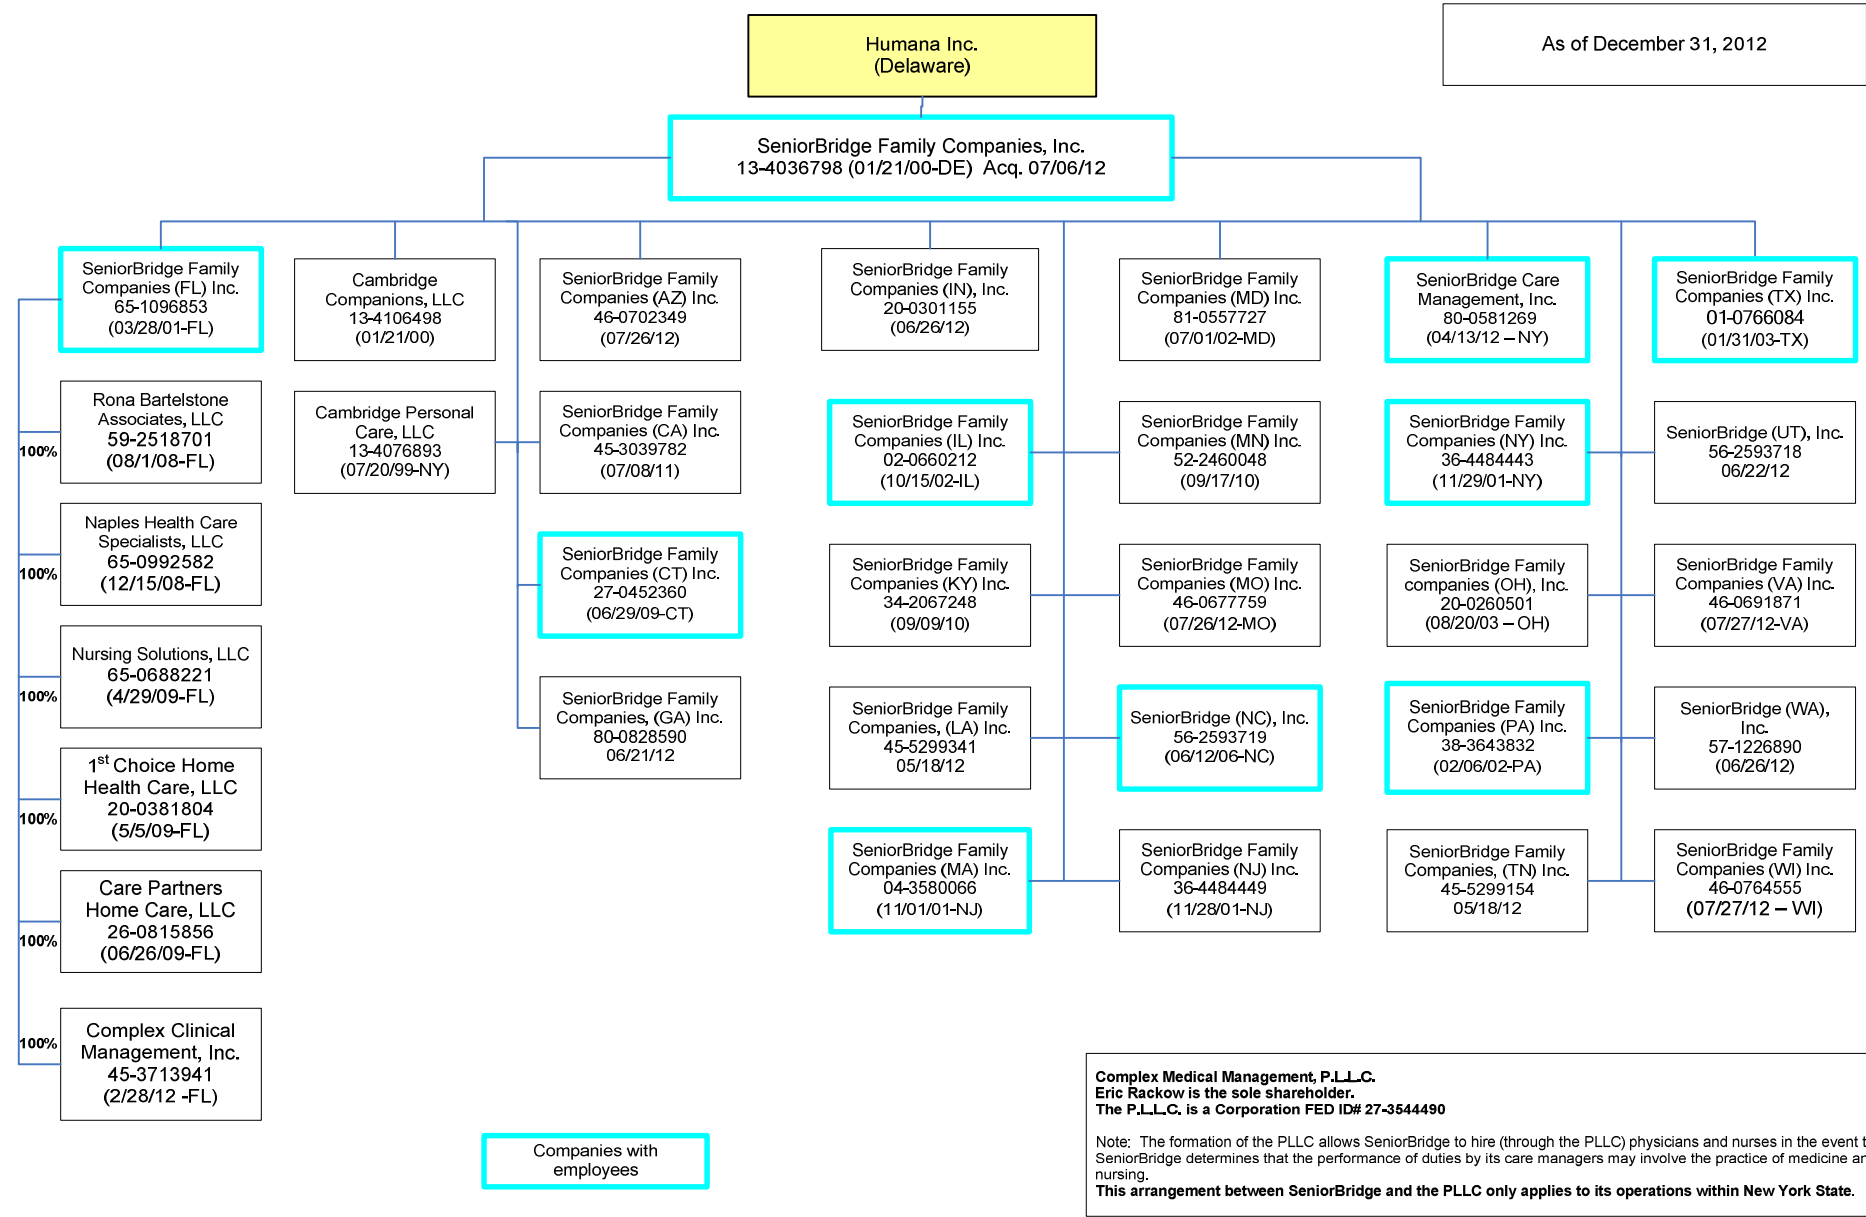 Humana Inc.
(Delaware)
As of December 31, 2012
SeniorBridge Family Companies, Inc.
13-4036798 (01/21/00-DE)  Acq. 07/06/12
SeniorBridge Family
Companies (FL) Inc.
65-1096853
(03/28/01-FL)
Cambridge
Companions, LLC
13-4106498
(01/21/00)
SeniorBridge Family
Companies (AZ) Inc.
46-0702349
(07/26/12)
SeniorBridge Family
Companies (IN), Inc.
20-0301155
(06/26/12)
SeniorBridge Family
Companies (MD) Inc.
81-0557727
(07/01/02-MD)
SeniorBridge Care
Management, Inc.
80-0581269
(04/13/12 – NY)
SeniorBridge Family
Companies (TX) Inc.
01-0766084
(01/31/03-TX)
100%
Rona Bartelstone
Associates, LLC
59-2518701
(08/1/08-FL)
Cambridge Personal
Care, LLC
13-4076893
(07/20/99-NY)
SeniorBridge Family
Companies (CA) Inc.
45-3039782
(07/08/11)
SeniorBridge Family
Companies (IL) Inc.
02-0660212
(10/15/02-IL)
SeniorBridge Family
Companies (MN) Inc.
52-2460048
(09/17/10)
SeniorBridge Family
Companies (NY) Inc.
36-4484443
(11/29/01-NY)
SeniorBridge (UT), Inc.
56-2593718
06/22/12
100%
Naples Health Care
Specialists, LLC
65-0992582
(12/15/08-FL)
SeniorBridge Family
Companies (CT) Inc.
27-0452360
(06/29/09-CT)
SeniorBridge Family
Companies (KY) Inc.
34-2067248
(09/09/10)
SeniorBridge Family
Companies (MO) Inc.
46-0677759
(07/26/12-MO)
SeniorBridge Family
companies (OH), Inc.
20-0260501
(08/20/03 – OH)
SeniorBridge Family
Companies (VA) Inc.
46-0691871
(07/27/12-VA)
100%
Nursing Solutions, LLC
65-0688221
(4/29/09-FL)
SeniorBridge Family
Companies, (GA) Inc.
80-0828590
06/21/12
SeniorBridge Family
Companies, (LA) Inc.
45-5299341
05/18/12
SeniorBridge (NC), Inc.
56-2593719
(06/12/06-NC)
SeniorBridge Family
Companies (PA) Inc.
38-3643832
(02/06/02-PA)
SeniorBridge (WA),
Inc.
57-1226890
(06/26/12)
100%
1st Choice Home
Health Care, LLC
20-0381804
(5/5/09-FL)
SeniorBridge Family
Companies (MA) Inc.
04-3580066
(11/01/01-NJ)
SeniorBridge Family
Companies (NJ) Inc.
36-4484449
(11/28/01-NJ)
SeniorBridge Family
Companies, (TN) Inc.
45-5299154
05/18/12
SeniorBridge Family
Companies (WI) Inc.
46-0764555
(07/27/12 – WI)
100%
Care Partners
Home Care, LLC
26-0815856
(06/26/09-FL)
100%
Complex Clinical
Management, Inc.
45-3713941
(2/28/12 -FL)
Companies with
employees
Complex Medical Management, P.L.L.C.
Eric Rackow is the sole shareholder.
The P.L.L.C. is a Corporation FED ID# 27-3544490
Note:  The formation of the PLLC allows SeniorBridge to hire (through the PLLC) physicians and nurses in the event
SeniorBridge determines that the performance of duties by its care managers may involve the practice of medicine
nursing.
This arrangement between SeniorBridge and the PLLC only applies to its operations within New York State.